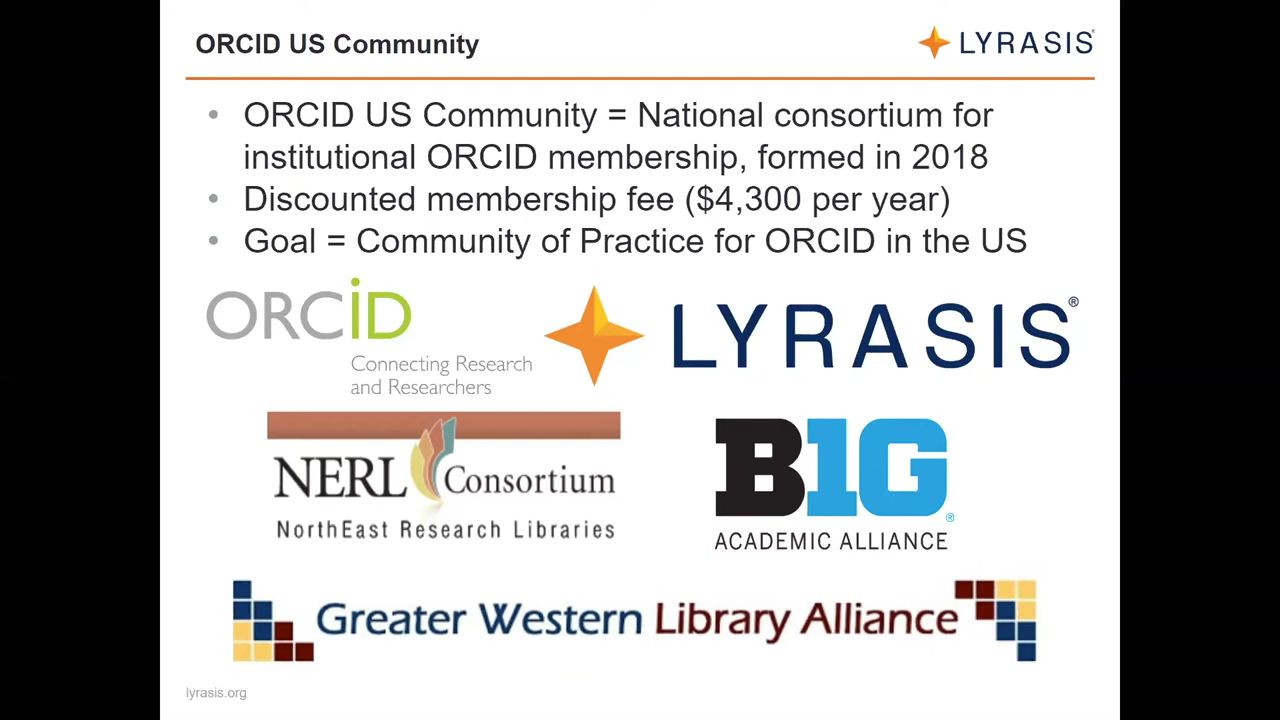 ORCID US Community
LYRASIS®
• ORCID US Community = National consortium for
institutional ORCID membership, formed in 2018
• Discounted membership fee ($4,300 per year)
• Goal = Community of Practice for ORCID in the US
ORCiD
Connecting Research
and Researchers
LYRASIS®
NERL Consortium
NorthEast Research Libraries
B1G®
ACADEMIC ALLIANCE
Greater Western Library Alliance
lyrasis.org